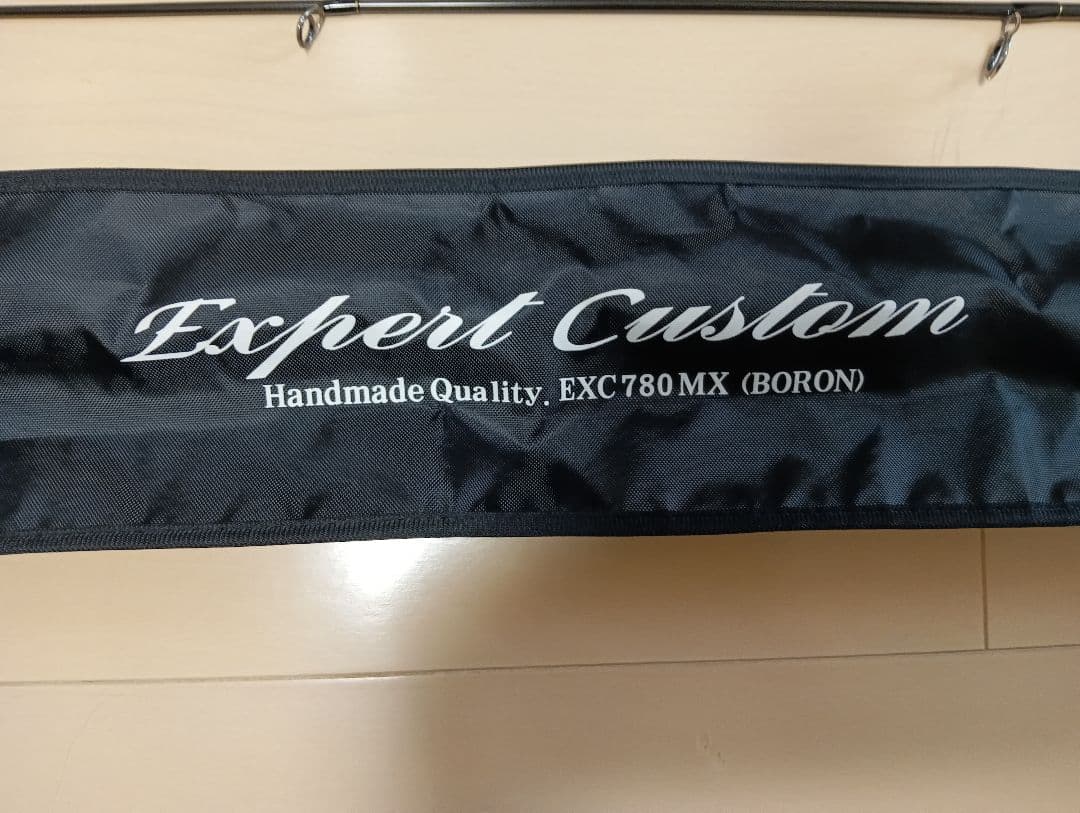 Expert Custom
Handmade Quality. EXC780MX (BORON)